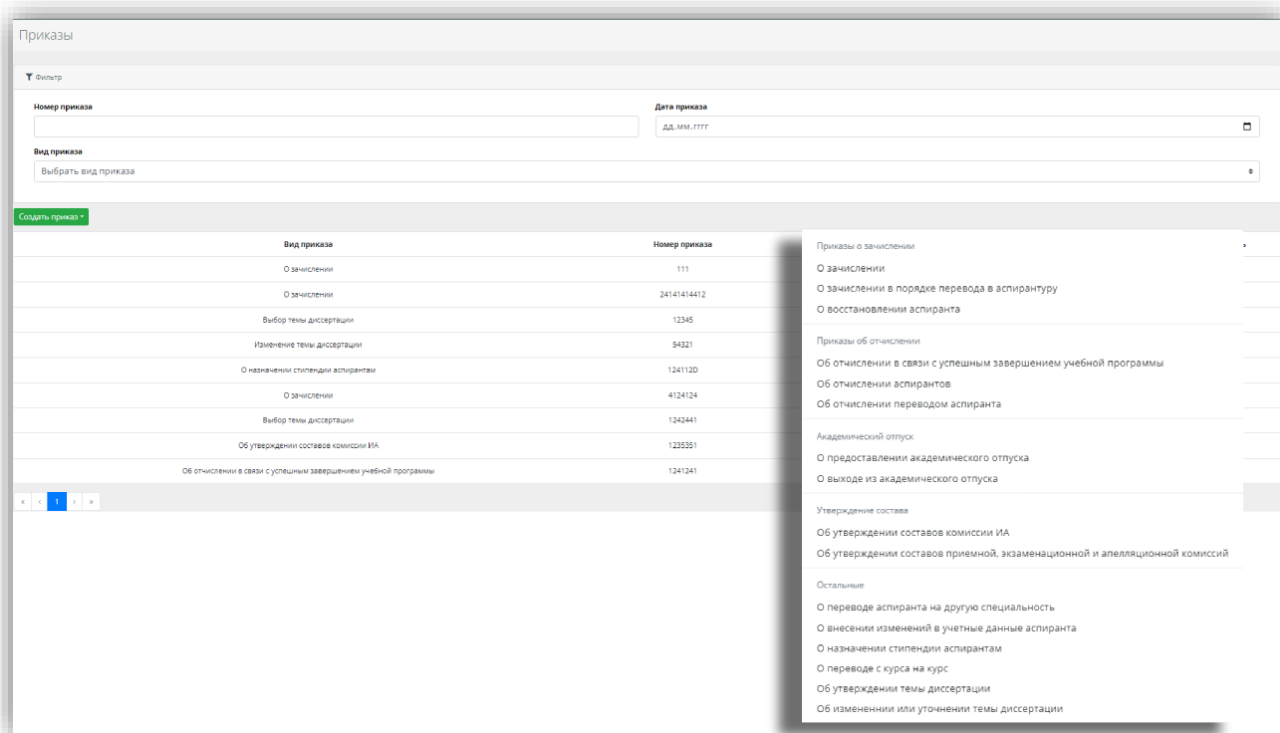 Приказы
Фильтр
Номер приказа
Дата приказа
дд.мм.гггг
Вид приказа
Выбрать вид приказа
Создать приказ
Вид приказа Номер приказа
О зачислении 111
О зачислении 24141414412
Выбор темы диссертации 12345
Изменение темы диссертации 54321
О назначении стипендии аспирантам 124112D
О зачислении 4124124
Выбор темы диссертации 1242441
Об утверждении составов комиссии ИА 1235351
Об отчислении в связи с успешным завершением учебной программы 1241241
« ‹ 1 › »
Приказы о зачислении
О зачислении
О зачислении в порядке перевода в аспирантуру
О восстановлении аспиранта
Приказы об отчислении
Об отчислении в связи с успешным завершением учебной программы
Об отчислении аспирантов
Об отчислении переводом аспиранта
Академический отпуск
О предоставлении академического отпуска
О выходе из академического отпуска
Утверждение состава
Об утверждении составов комиссии ИА
Об утверждении составов приемной, экзаменационной и апелляционной комиссий
Остальные
О переводе аспиранта на другую специальность
О внесении изменений в учетные данные аспиранта
О назначении стипендии аспирантам
О переводе с курса на курс
Об утверждении темы диссертации
Об измененнии или уточнении темы диссертации